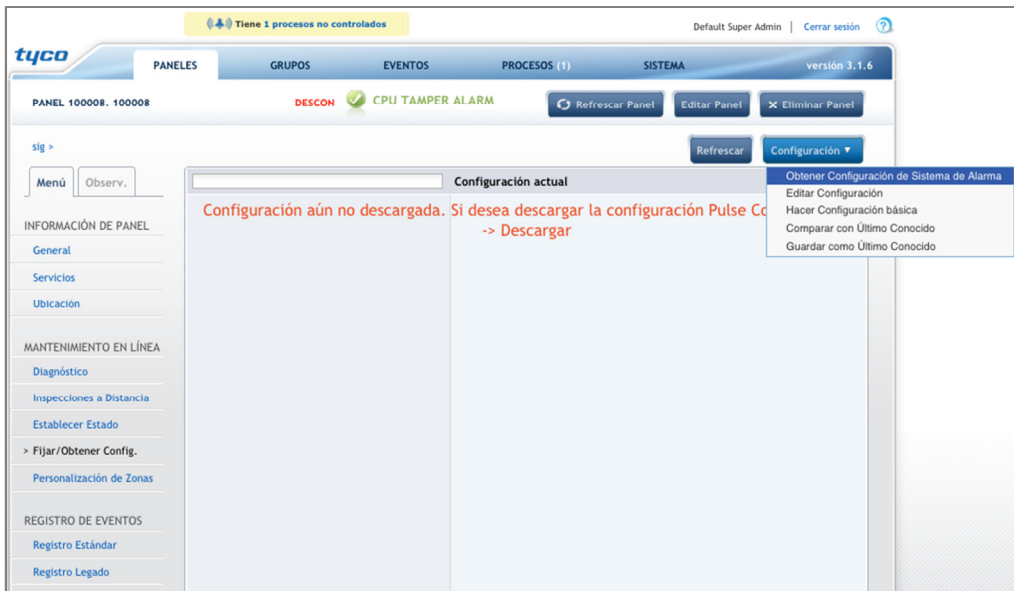 Tiene 1 procesos no controlados
Default Super Admin | Cerrar sesión ?
tyco
PANELES GRUPOS EVENTOS PROCESOS (1) SISTEMA versión 3.1.6
PANEL 100008. 100008 DESCON CPU TAMPER ALARM Refrescar Panel Editar Panel × Eliminar Panel
sig > Refrescar Configuración ▼
Menú Observ.
Configuración actual
Obtener Configuración de Sistema de Alarma
Editar Configuración
Hacer Configuración básica
Comparar con Último Conocido
Guardar como Último Conocido
Configuración aún no descargada. Si desea descargar la configuración Pulse Co
-> Descargar
INFORMACIÓN DE PANEL
General
Servicios
Ubicación
MANTENIMIENTO EN LÍNEA
Diagnóstico
Inspecciones a Distancia
Establecer Estado
> Fijar/Obtener Config.
Personalización de Zonas
REGISTRO DE EVENTOS
Registro Estándar
Registro Legado